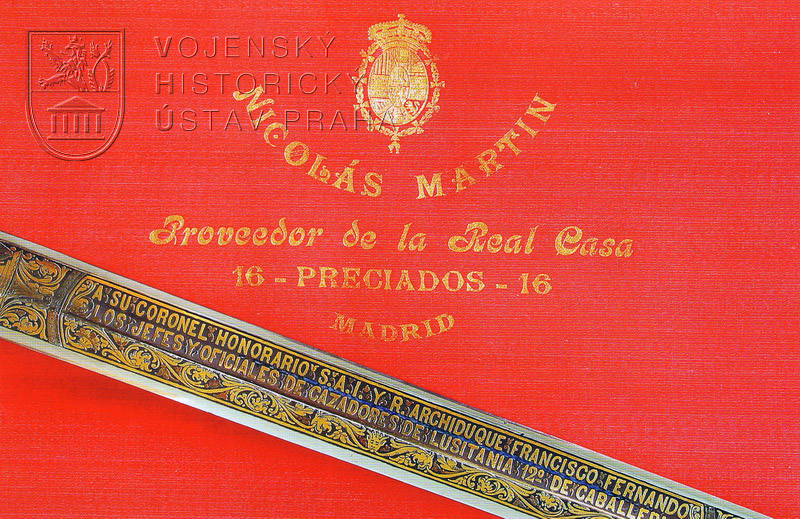 VOJENSKÝ
HISTORICKÝ
ÚSTAV PRAHA
NICOLÁS MARTIN
Proveedor de la Real Casa
16 - PRECIADOS - 16
MADRID
A SU CORONEL HONORARIO S. A. I. Y R. ARCHIDUQUE FRANCISCO FERNANDO
LOS JEFES Y OFICIALES DE CAZADORES DE LUSITANIA 12º DE CABALLER